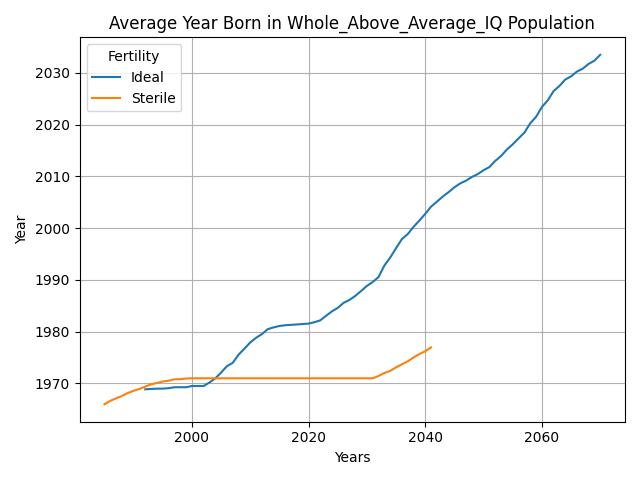 Average Year Born in Whole_Above_Average_IQ Population
Fertility
Ideal
Sterile
Year
2030
2020
2010
2000
1990
1980
1970
2000
2020
2040
2060
Years